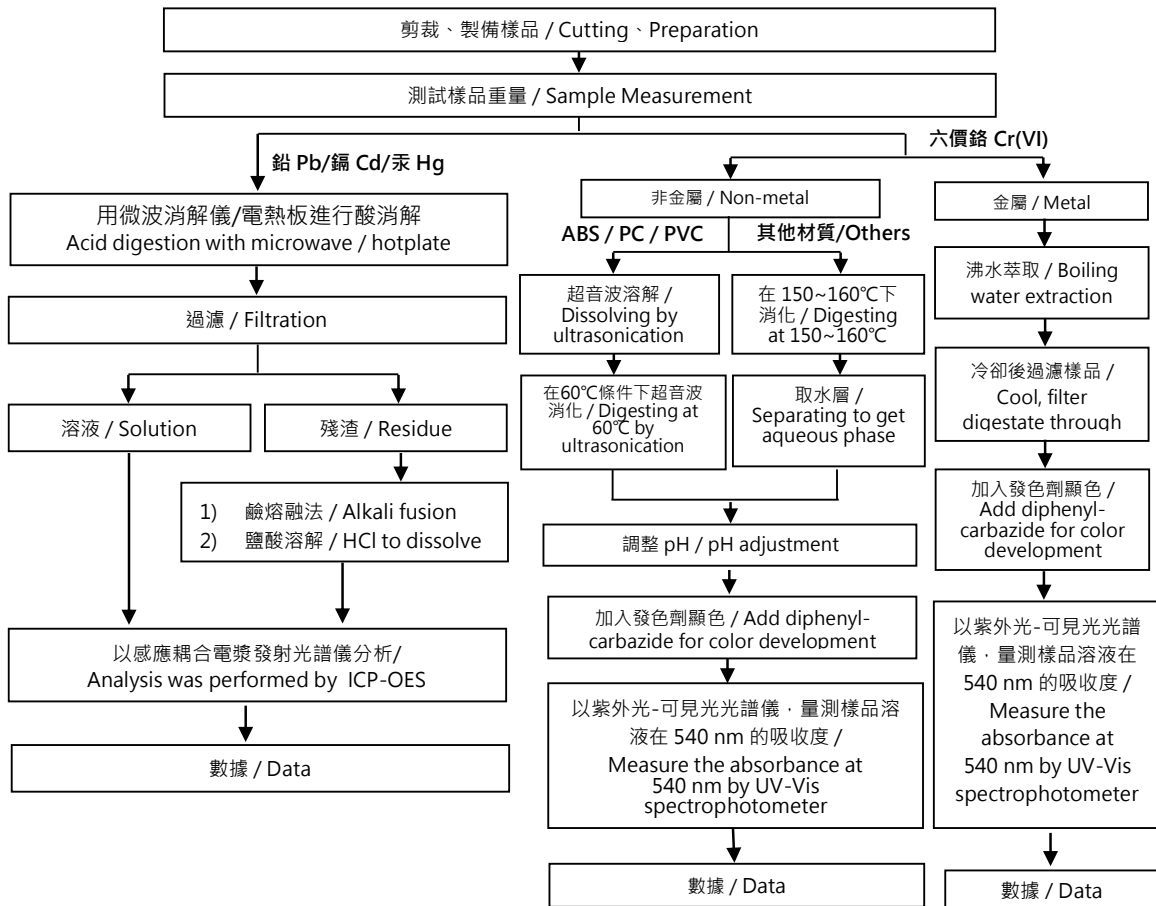 剪裁、製備樣品 / Cutting、Preparation
測試樣品重量 / Sample Measurement
鉛 Pb/鎘 Cd/汞 Hg
六價鉻 Cr(VI)
用微波消解儀/電熱板進行酸消解
Acid digestion with microwave / hotplate
過濾 / Filtration
溶液 / Solution
殘渣 / Residue
1) 鹼熔融法 / Alkali fusion
2) 鹽酸溶解 / HCl to dissolve
以感應耦合電漿發射光譜儀分析/
Analysis was performed by ICP-OES
數據 / Data
非金屬 / Non-metal
ABS / PC / PVC
其他材質/Others
超音波溶解 /
Dissolving by
ultrasonication
在 150~160℃下
消化 / Digesting
at 150~160℃
在60℃條件下超音波
消化 / Digesting at
60℃ by
ultrasonication
取水層 /
Separating to get
aqueous phase
調整 pH / pH adjustment
加入發色劑顯色 / Add diphenyl-
carbazide for color development
以紫外光-可見光光譜儀，量測樣品溶
液在 540 nm 的吸收度 /
Measure the absorbance at
540 nm by UV-Vis
spectrophotometer
數據 / Data
金屬 / Metal
沸水萃取 / Boiling
water extraction
冷卻後過濾樣品 /
Cool, filter
digestate through
加入發色劑顯色 /
Add diphenyl-
carbazide for color
development
以紫外光-可見光光譜
儀，量測樣品溶液在
540 nm 的吸收度 /
Measure the
absorbance at
540 nm by UV-Vis
spectrophotometer
數據 / Data